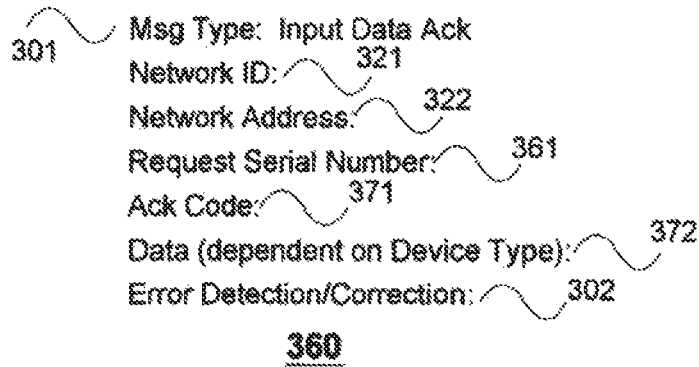 301 Msg Type: Input Data Ack
Network ID: 321
Network Address: 322
Request Serial Number: 361
Ack Code: 371
Data (dependent on Device Type): 372
Error Detection/Correction: 302
360